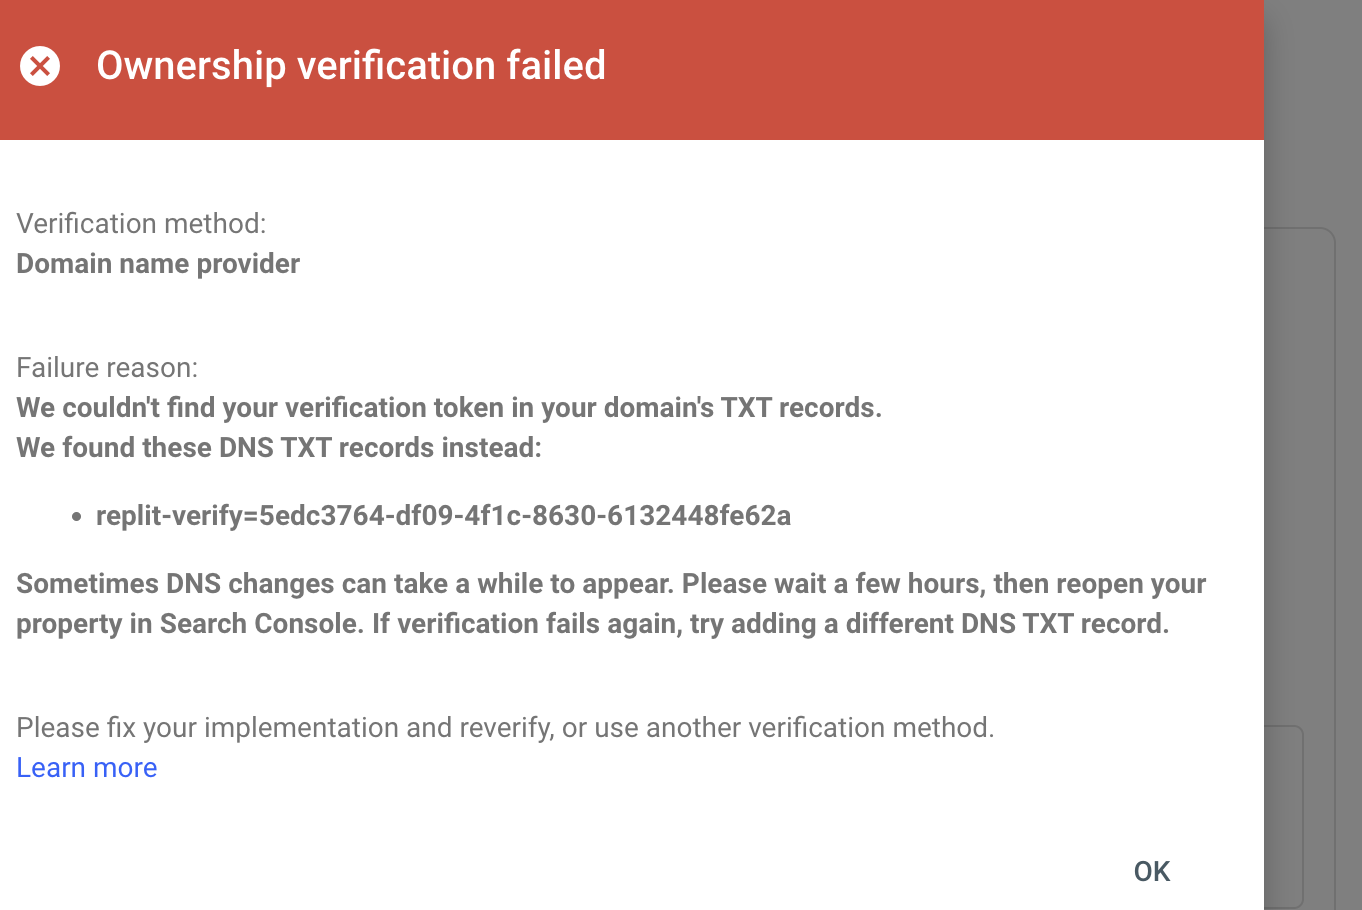 Ownership verification failed
Verification method:
Domain name provider
Failure reason:
We couldn't find your verification token in your domain's TXT records.
We found these DNS TXT records instead:
• replit-verify=5edc3764-df09-4f1c-8630-6132448fe62a
Sometimes DNS changes can take a while to appear. Please wait a few hours, then reopen your
property in Search Console. If verification fails again, try adding a different DNS TXT record.
Please fix your implementation and reverify, or use another verification method.
Learn more
OK